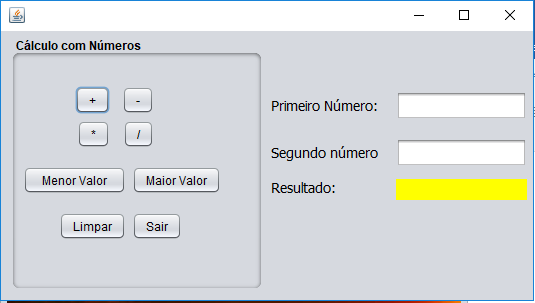 Cálculo com Números
+ -
* /
Menor Valor Maior Valor
Limpar Sair
Primeiro Número:
Segundo número
Resultado: